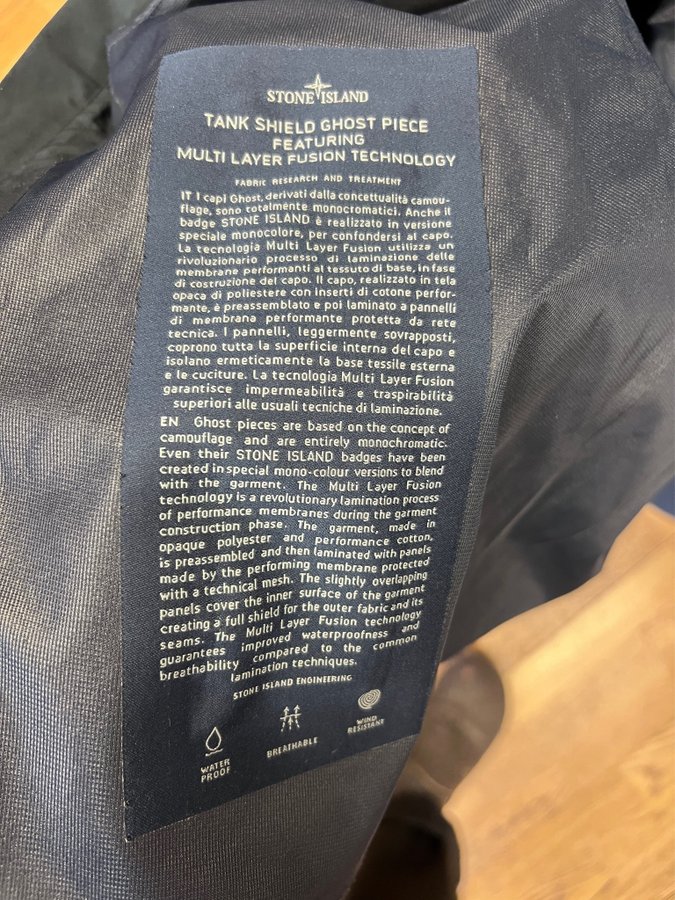 STONE ISLAND
TANK SHIELD GHOST PIECE
FEATURING
MULTI LAYER FUSION TECHNOLOGY
FABRIC RESEARCH AND TREATMENT
IT I capi Ghost, derivati dalla concettualità camou-
flage, sono totalmente monocromatici. Anche il
badge STONE ISLAND è realizzato in versione
speciale monocolore, per confondersi al capo.
La tecnologia Multi Layer Fusion utilizza un
rivoluzionario processo di laminazione delle
membrane performanti al tessuto di base, in fase
di costruzione del capo. Il capo, realizzato in tela
opaca di poliestere con inserti di cotone perfor-
mante, è preassemblato e poi laminato a pannelli
di membrana performante protetta da rete
tecnica. I pannelli, leggermente sovrapposti,
coprono tutta la superficie interna del capo e
isolano ermeticamente la base tessile esterna
e le cuciture. La tecnologia Multi Layer Fusion
garantisce impermeabilità e traspirabilità
superiori alle usuali tecniche di laminazione.
EN Ghost pieces are based on the concept of
camouflage and are entirely monochromatic.
Even their STONE ISLAND badges have been
created in special mono-colour versions to blend
with the garment. The Multi Layer Fusion
technology is a revolutionary lamination process
of performance membranes during the garment
construction phase. The garment, made in
opaque polyester and performance cotton,
is preassembled and then laminated with panels
made by the performing membrane protected
with a technical mesh. The slightly overlapping
panels cover the inner surface of the garment
creating a full shield for the outer fabric and its
seams. The Multi Layer Fusion technology
guarantees improved waterproofness and
breathability compared to the common
lamination techniques.
STONE ISLAND ENGINEERING
WATER
PROOF
BREATHABLE
WIND
RESISTANT